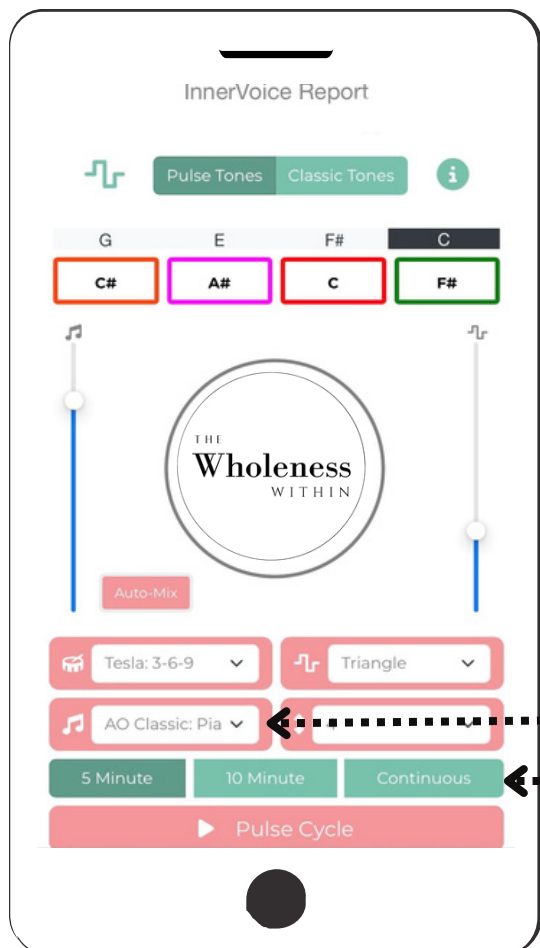 InnerVoice Report
Pulse Tones Classic Tones
G E F# C
C# A# C F#
THE
Wholeness
WITHIN
Auto-Mix
Tesla: 3-6-9 Triangle
AO Classic: Pia
5 Minute 10 Minute Continuous
Pulse Cycle